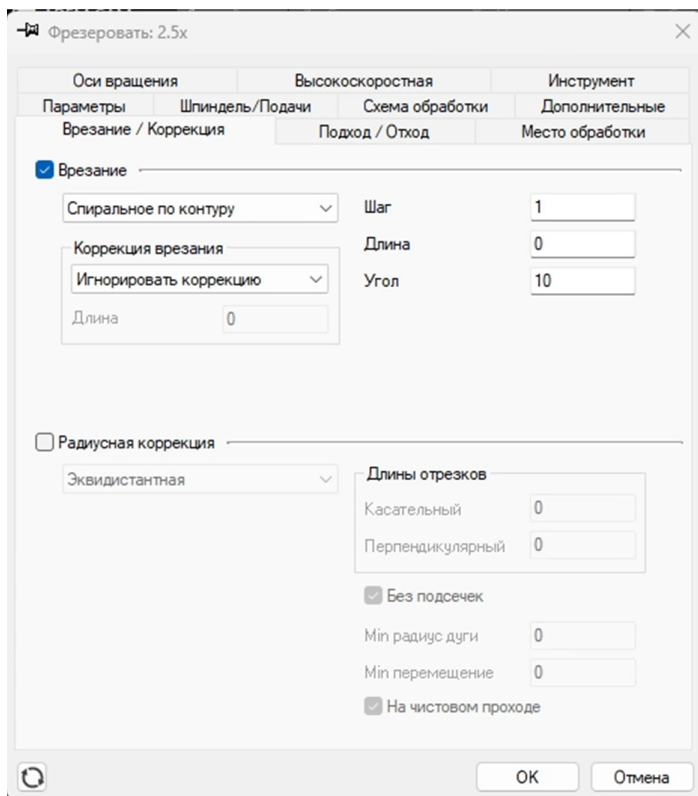 Фрезеровать: 2.5x
Оси вращения Высокоскоростная Инструмент
Параметры Шпиндель/Подачи Схема обработки Дополнительные
Врезание / Коррекция Подход / Отход Место обработки
Врезание
Спиральное по контуру Шаг 1
Коррекция врезания Длина 0
Игнорировать коррекцию Угол 10
Длина 0
Радиусная коррекция
Эквидистантная Длины отрезков
Касательный 0
Перпендикулярный 0
Без подсечек
Min радиус дуги 0
Min перемещение 0
На чистовом проходе
OK Отмена